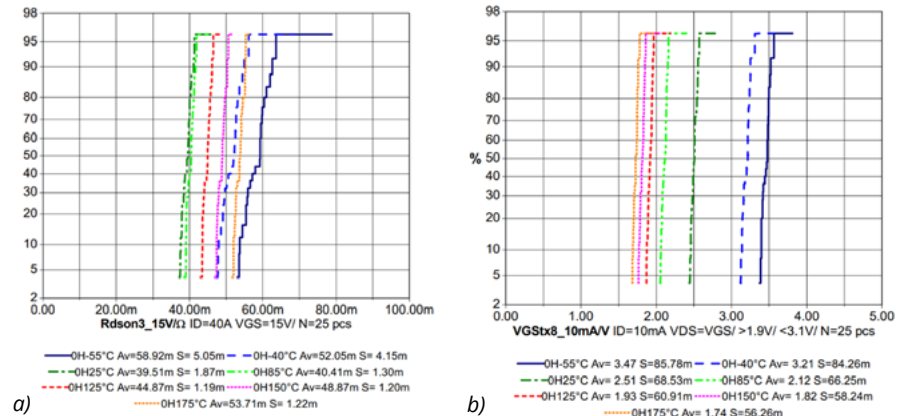 98
95
90
80
70
60
50
40
30
20
10
5
2
0.00
20.00m
40.00m
60.00m
80.00m
100.00m
Rdson3_15V/Ω ID=40A VGS=15V/ N=25 pcs
0H-55°C Av=58.92m S= 5.05m
0H-40°C Av=52.05m S= 4.15m
0H25°C Av=39.51m S= 1.87m
0H85°C Av=40.41m S= 1.30m
0H125°C Av=44.87m S= 1.19m
0H150°C Av=48.87m S= 1.20m
0H175°C Av=53.71m S= 1.22m
a)
98
95
90
80
70
60
%
50
40
30
20
10
5
2
0.00
1.00
2.00
3.00
4.00
5.00
VGStx8_10mA/V ID=10mA VDS=VGS/ >1.9V/ <3.1V/ N=25 pcs
0H-55°C Av= 3.47 S=85.78m
0H-40°C Av= 3.21 S=84.26m
0H25°C Av= 2.51 S=68.53m
0H85°C Av= 2.12 S=66.25m
0H125°C Av= 1.93 S=60.91m
0H150°C Av= 1.82 S=58.24m
0H175°C Av= 1.74 S=56.26m
b)